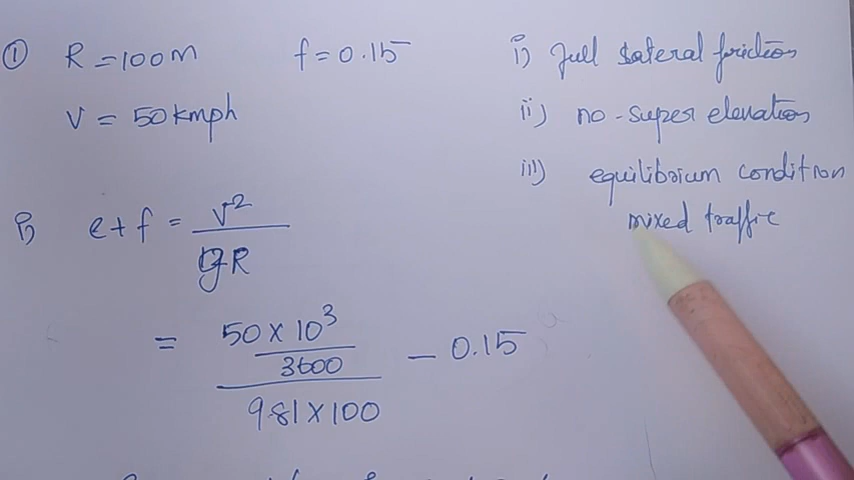 ① R = 100m f = 0.15
V = 50 kmph
i) full lateral friction
ii) no-super elevation
iii) equilibrium condition
mixed traffic
i) e + f = V²
gR
= 50 × 10³
3600
9.81 × 100
- 0.15